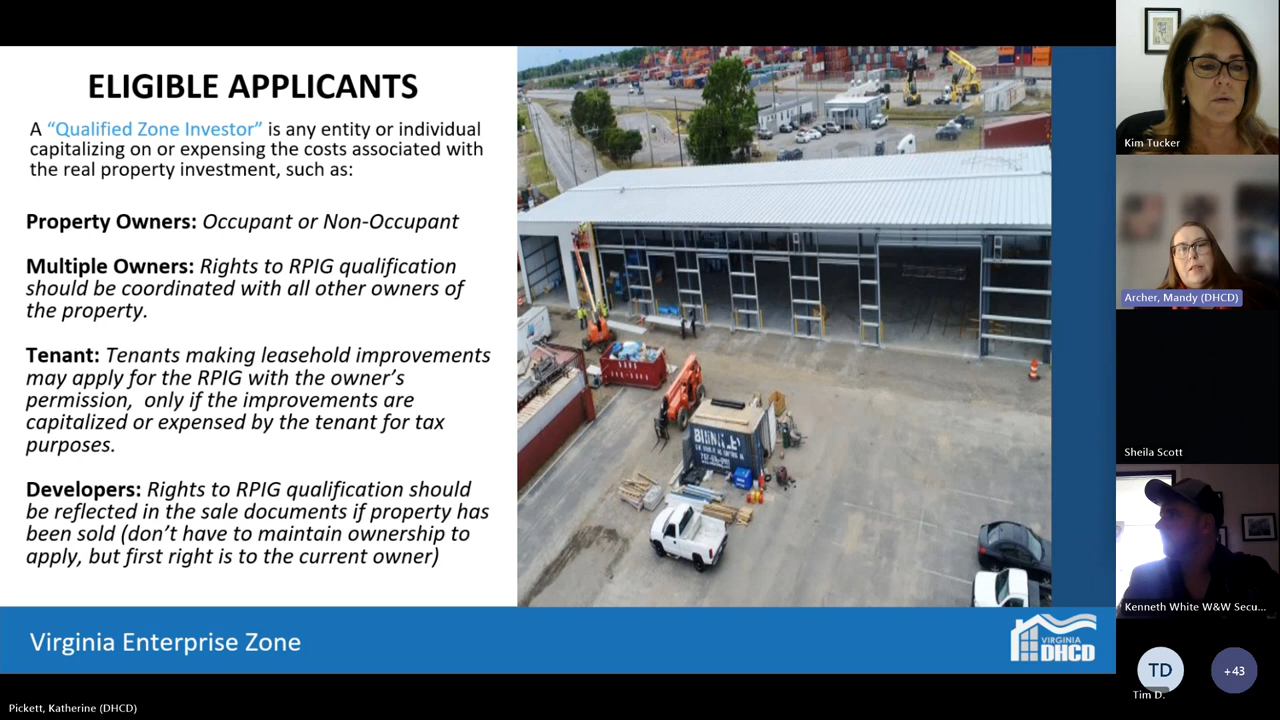 ELIGIBLE APPLICANTS
A “Qualified Zone Investor” is any entity or individual
capitalizing on or expensing the costs associated with
the real property investment, such as:
Property Owners: Occupant or Non-Occupant
Multiple Owners: Rights to RPIG qualification
should be coordinated with all other owners of
the property.
Tenant: Tenants making leasehold improvements
may apply for the RPIG with the owner’s
permission, only if the improvements are
capitalized or expensed by the tenant for tax
purposes.
Developers: Rights to RPIG qualification should
be reflected in the sale documents if property has
been sold (don’t have to maintain ownership to
apply, but first right is to the current owner)
Virginia Enterprise Zone
VIRGINIA
DHCD
Kim Tucker
Archer, Mandy (DHCD)
Sheila Scott
Kenneth White W&W Secu...
TD
+43
Tim D.
Pickett, Katherine (DHCD)